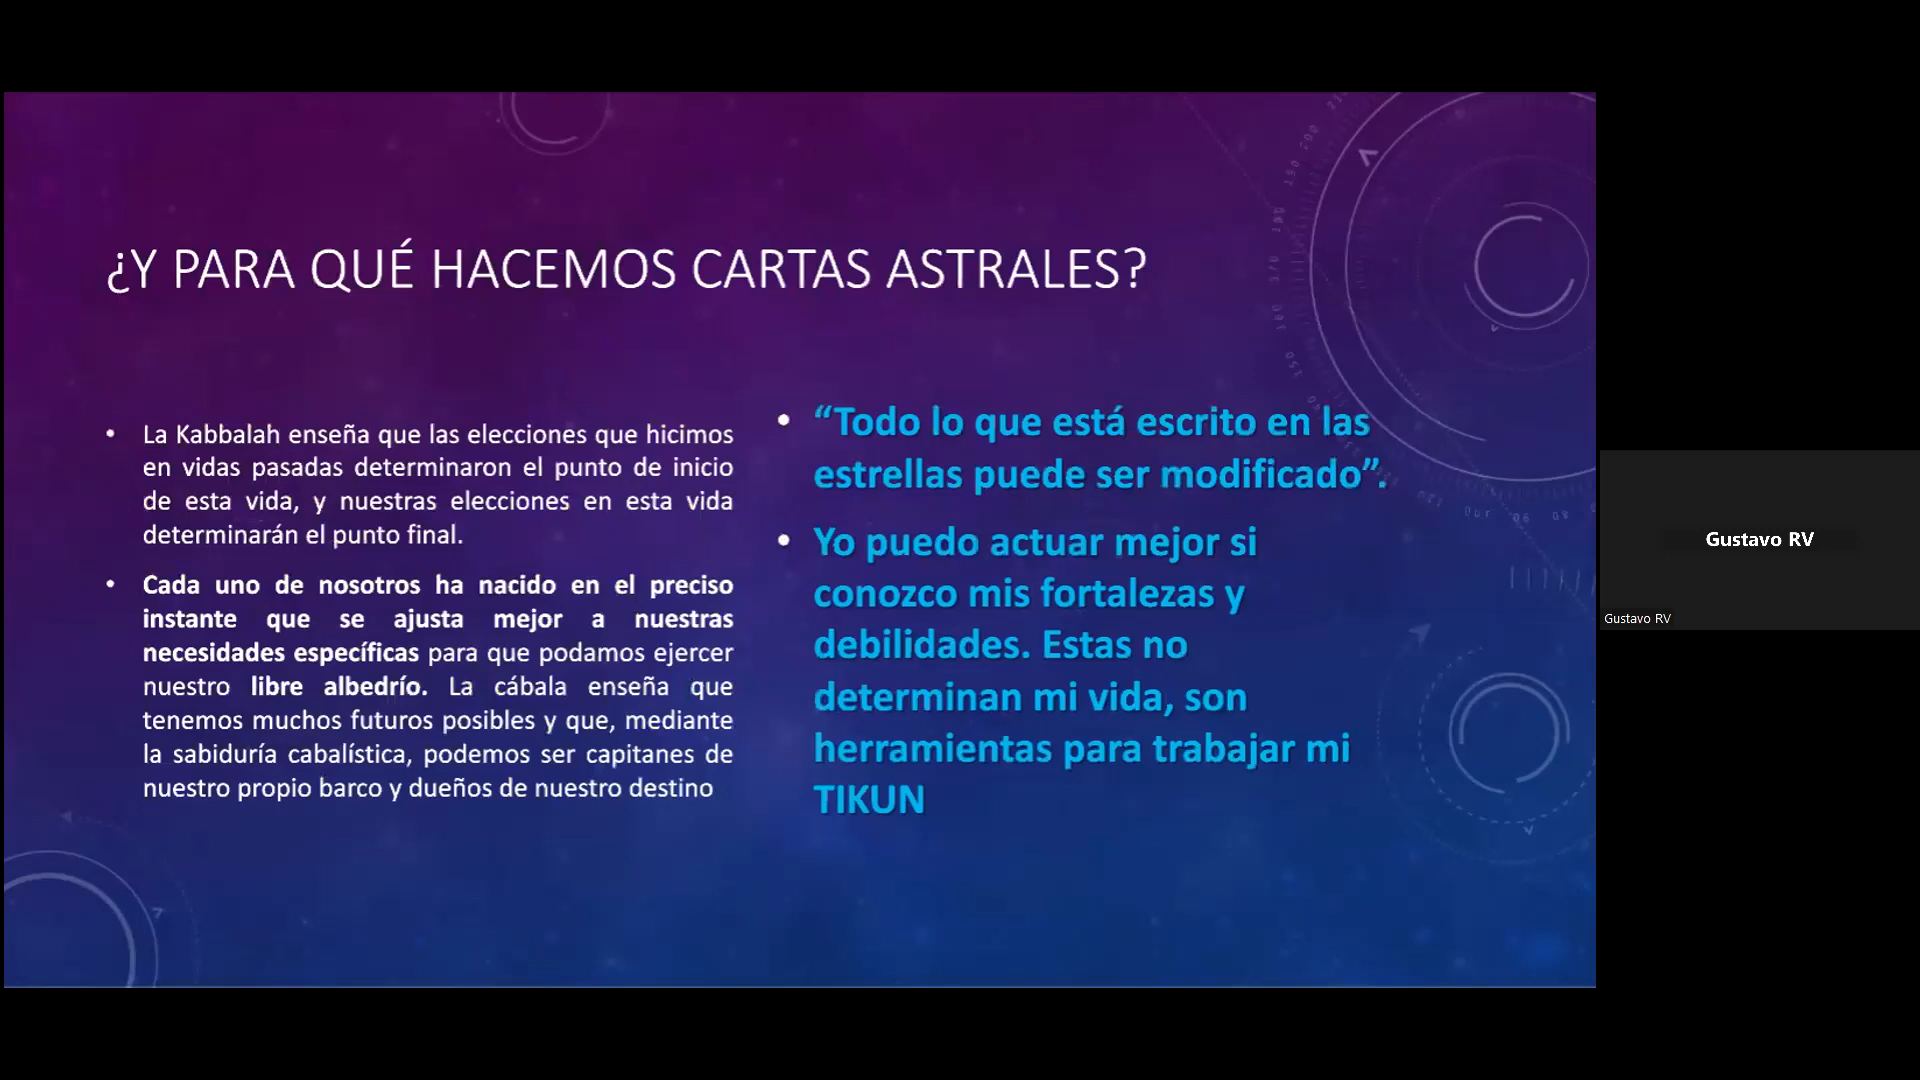 ¿Y PARA QUÉ HACEMOS CARTAS ASTRALES?
• La Kabbalah enseña que las elecciones que hicimos
en vidas pasadas determinaron el punto de inicio
de esta vida, y nuestras elecciones en esta vida
determinarán el punto final.
• Cada uno de nosotros ha nacido en el preciso
instante que se ajusta mejor a nuestras
necesidades específicas para que podamos ejercer
nuestro libre albedrío. La cábala enseña que
tenemos muchos futuros posibles y que, mediante
la sabiduría cabalística, podemos ser capitanes de
nuestro propio barco y dueños de nuestro destino
• “Todo lo que está escrito en las
estrellas puede ser modificado”.
• Yo puedo actuar mejor si
conozco mis fortalezas y
debilidades. Estas no
determinan mi vida, son
herramientas para trabajar mi
TIKUN
Gustavo RV
Gustavo RV